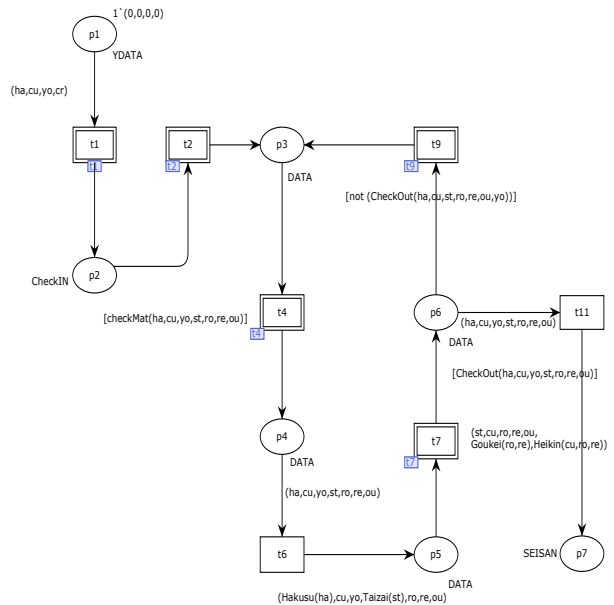 1`(0,0,0,0)
p1
YDATA
(ha,cu,yo,cr)
t1
t1
t2
t2
p3
DATA
t9
t9
[not (CheckOut(ha,cu,st,ro,re,ou,yo))]
p2
CheckIN
[checkMat(ha,cu,yo,st,ro,re,ou)]
t4
t4
p6
DATA
(ha,cu,yo,st,ro,re,ou)
t11
[CheckOut(ha,cu,yo,st,ro,re,ou)]
p4
DATA
t7
t7
(st,cu,ro,re,ou,
Goukei(ro,re),Heikin(cu,ro,re))
(ha,cu,yo,st,ro,re,ou)
t6
p5
DATA
SEISAN
p7
(Hakusu(ha),cu,yo,Taizai(st),ro,re,ou)